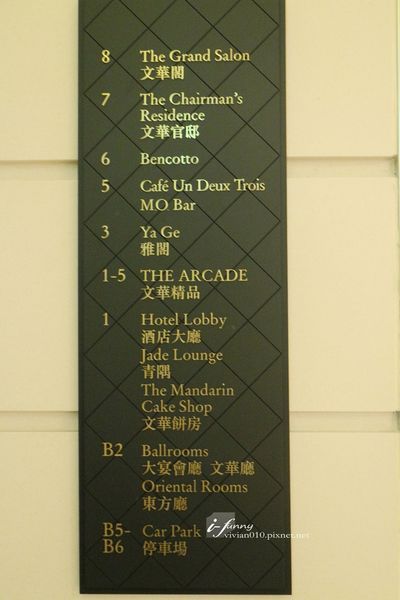 8 The Grand Salon
文華閣
7 The Chairman's
Residence
文華官邸
6 Bencotto
5 Café Un Deux Trois
MO Bar
3 Ya Ge
雅閣
1-5 THE ARCADE
文華精品
1 Hotel Lobby
酒店大廳
Jade Lounge
青隅
The Mandarin
Cake Shop
文華餅房
B2 Ballrooms
大宴會廳 文華廳
Oriental Rooms
東方廳
B5- Car Park
B6 停車場
i-funny
vivian010.pixnet.net